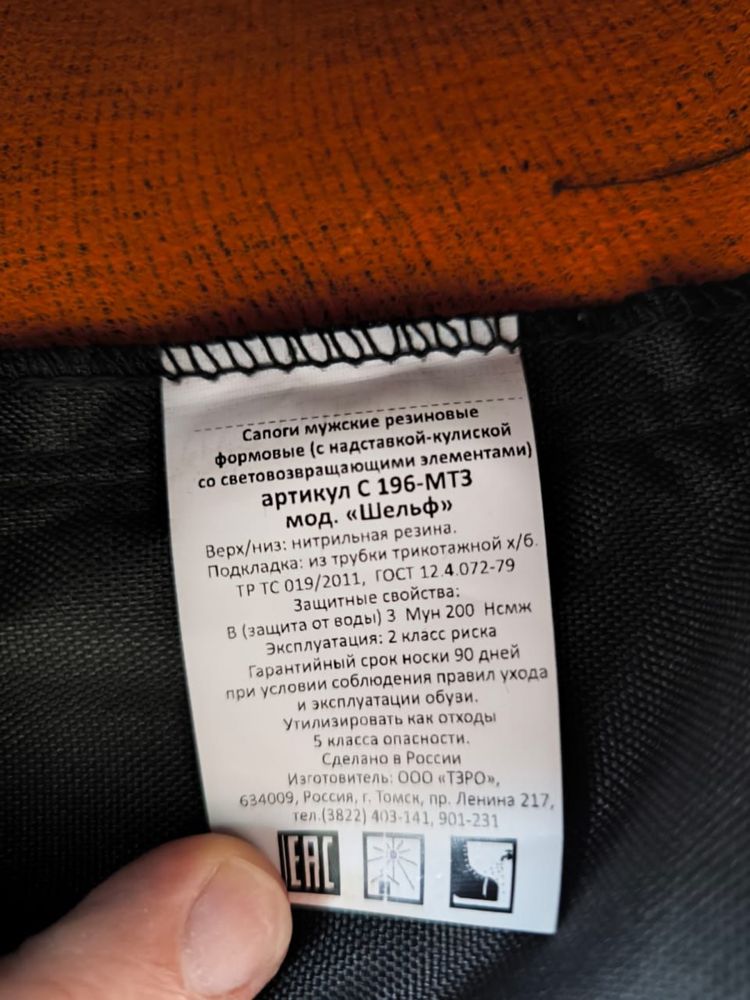 Сапоги мужские резиновые
формовые (с надставкой-кулиской
со световозвращающими элементами)
артикул С 196-МТЗ
мод. «Шельф»
Верх/низ: нитрильная резина.
Подкладка: из трубки трикотажной х/б.
ТР ТС 019/2011, ГОСТ 12.4.072-79
Защитные свойства:
В (защита от воды) З Мун 200 Нсмж
Эксплуатация: 2 класс риска
Гарантийный срок носки 90 дней
при условии соблюдения правил ухода
и эксплуатации обуви.
Утилизировать как отходы
5 класса опасности.
Сделано в России
Изготовитель: ООО «ТЗРО»,
634009, Россия, г. Томск, пр. Ленина 217,
тел.(3822) 403-141, 901-231
EAC